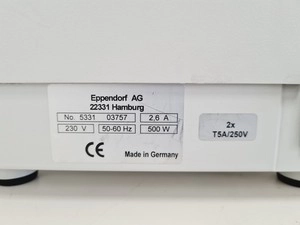 Eppendorf AG
22331 Hamburg
No. 5331 03757 2,6 A
230 V 50-60 Hz 500 W
CE Made in Germany
2x
T5A/250V